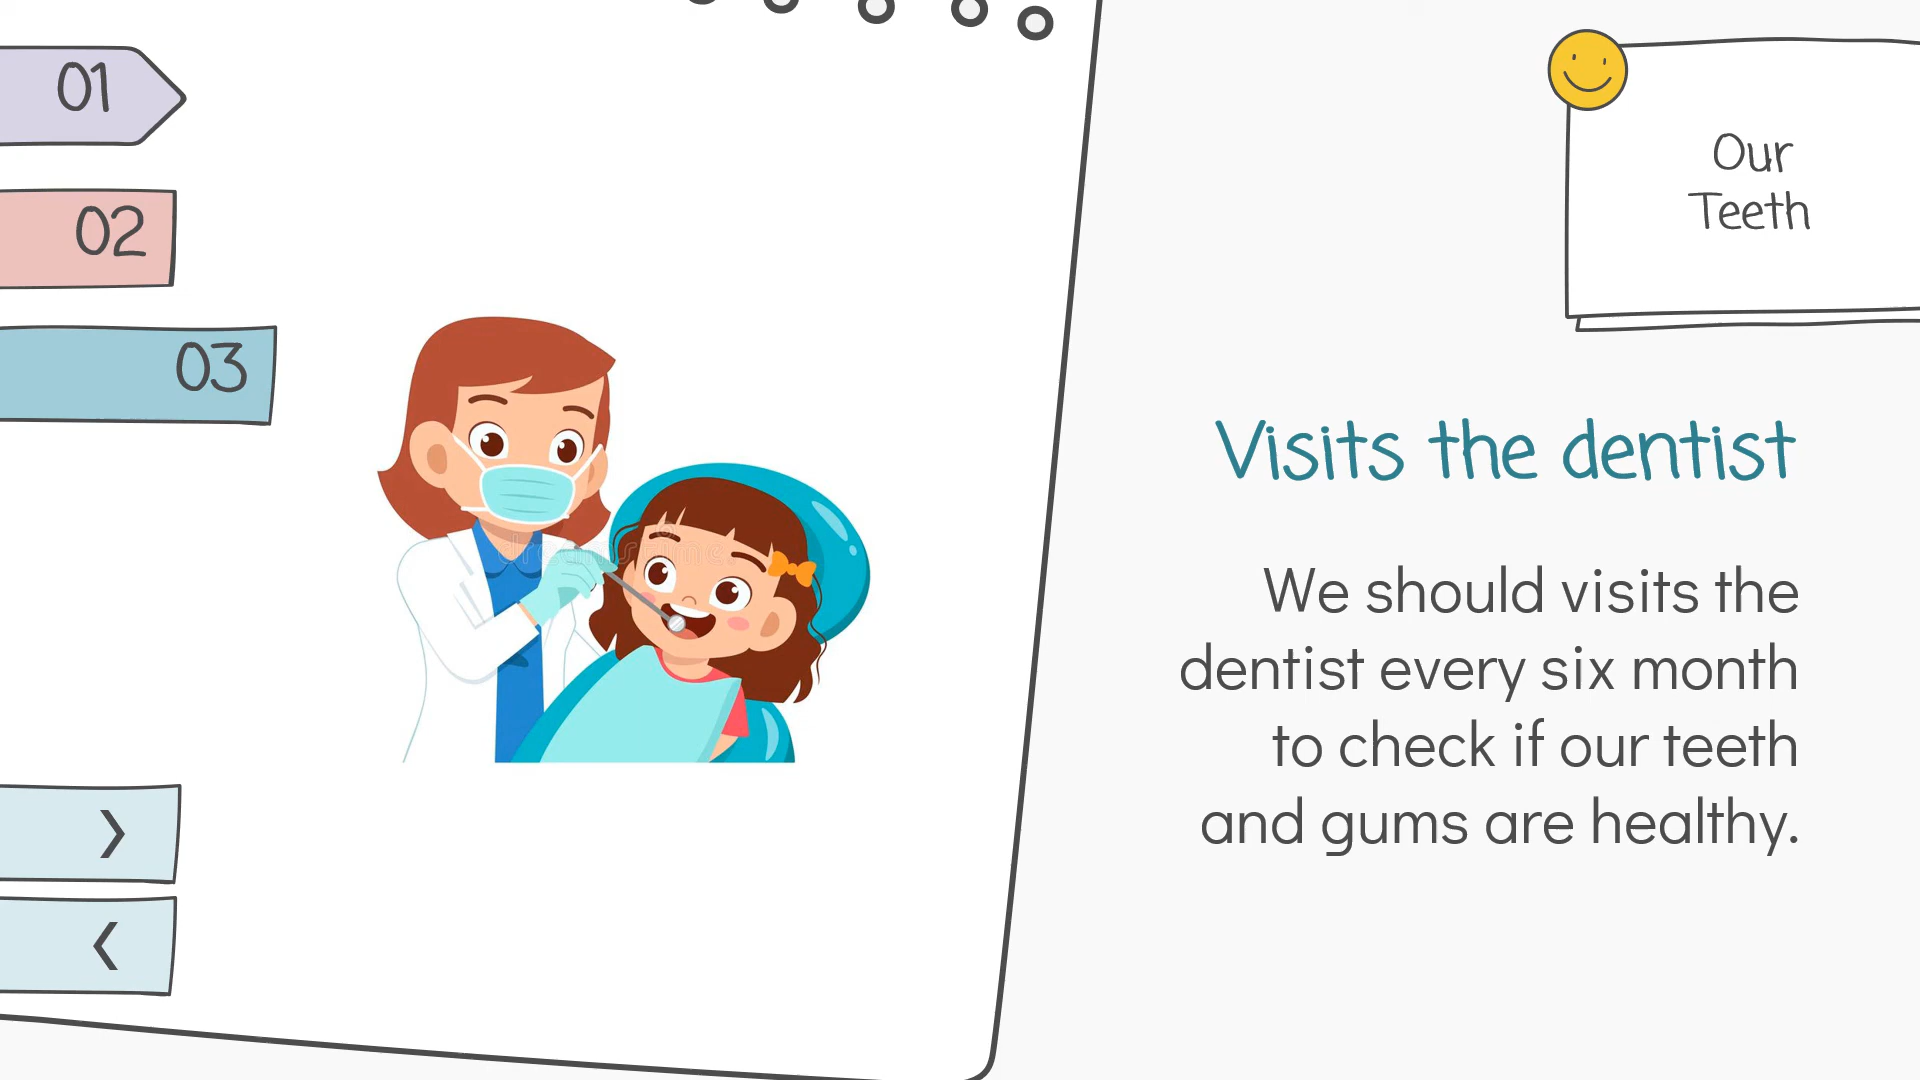 01
02
03
Our
Teeth
Visits the dentist
We should visits the
dentist every six month
to check if our teeth
and gums are healthy.
dreamstime